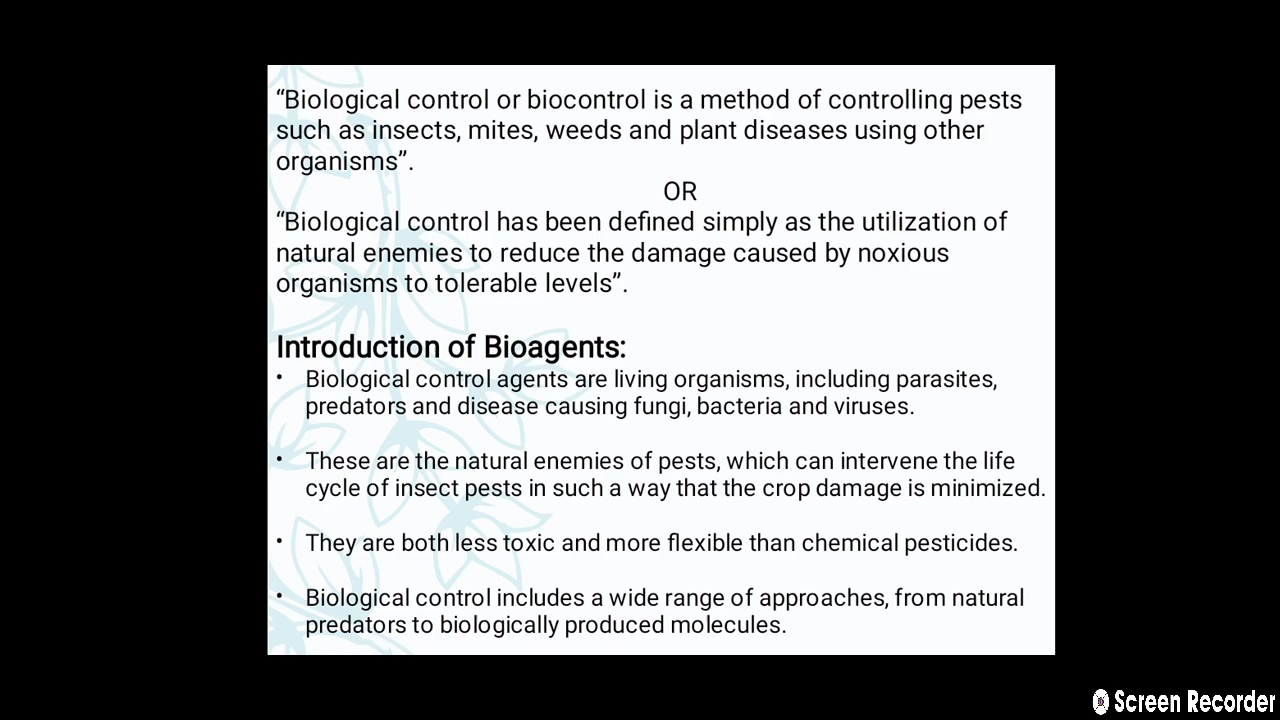 “Biological control or biocontrol is a method of controlling pests
such as insects, mites, weeds and plant diseases using other
organisms”.
OR
“Biological control has been defined simply as the utilization of
natural enemies to reduce the damage caused by noxious
organisms to tolerable levels”.
Introduction of Bioagents:
• Biological control agents are living organisms, including parasites,
predators and disease causing fungi, bacteria and viruses.
• These are the natural enemies of pests, which can intervene the life
cycle of insect pests in such a way that the crop damage is minimized.
• They are both less toxic and more flexible than chemical pesticides.
• Biological control includes a wide range of approaches, from natural
predators to biologically produced molecules.
Screen Recorder